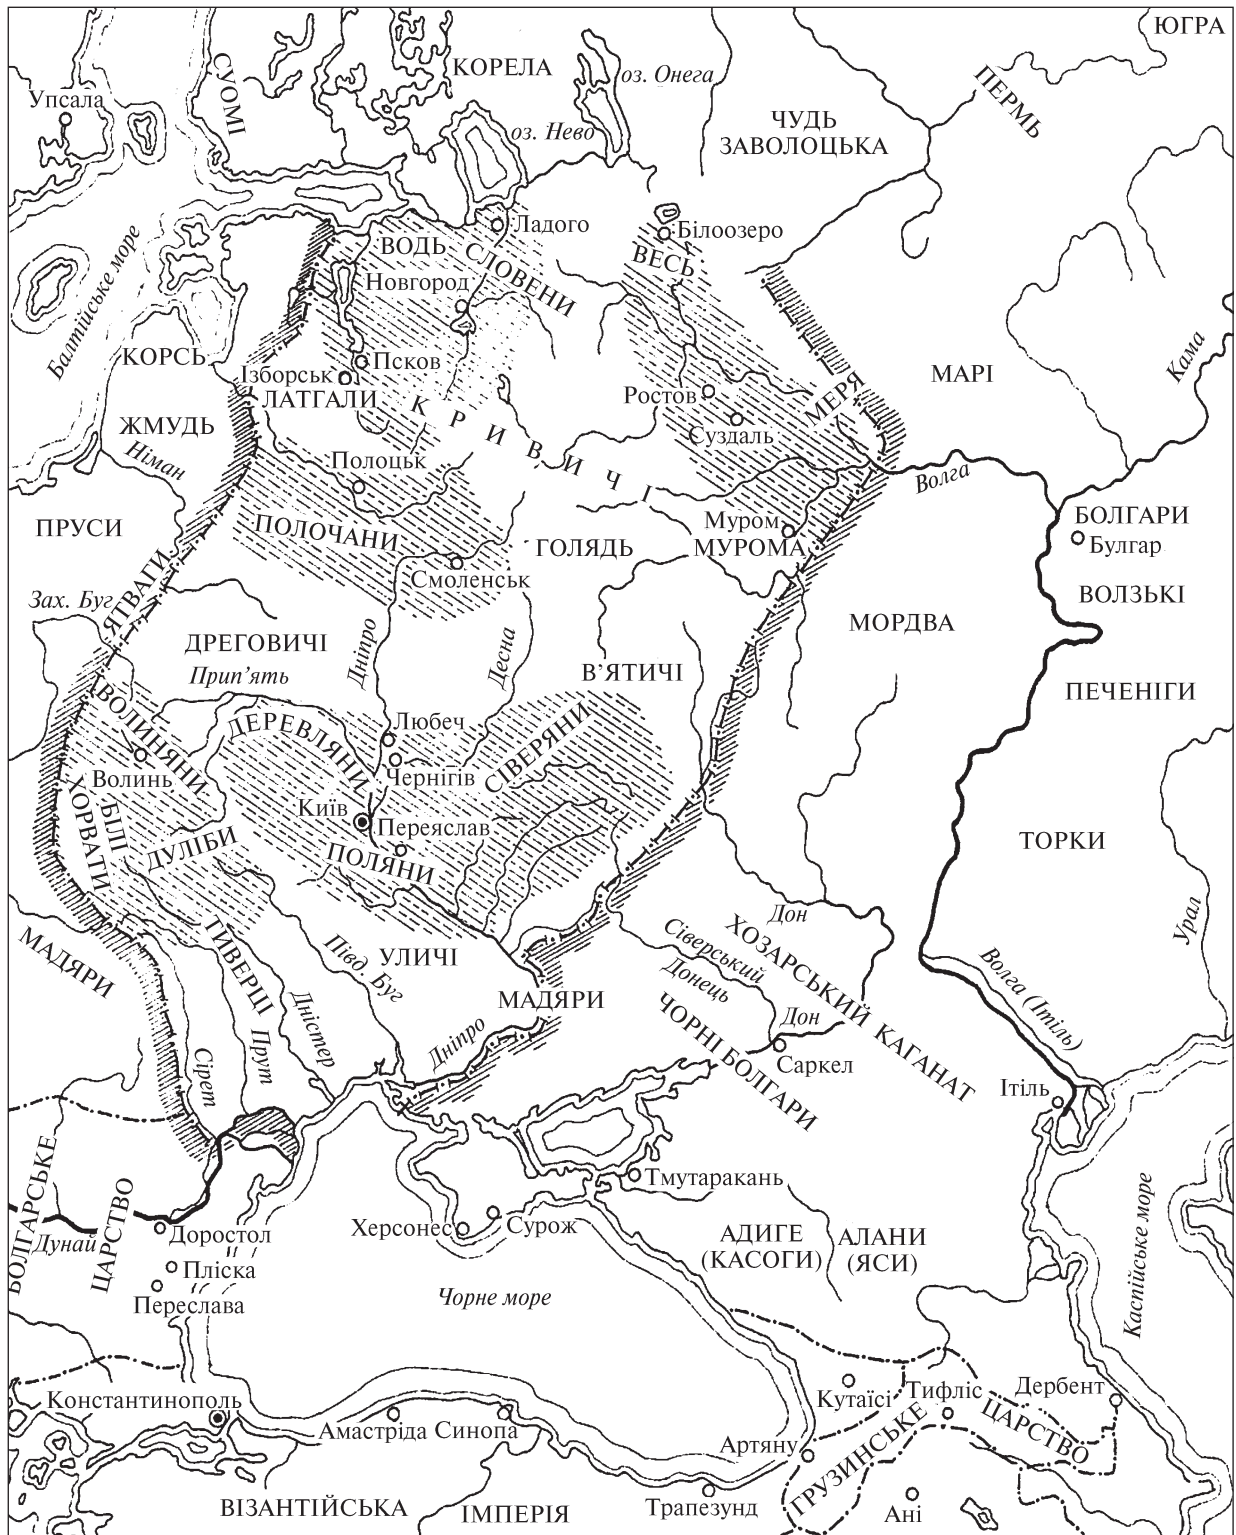 ЮГРА
КОРЕЛА
оз. Онега
СУОМІ
Упсала
ПЕРМЬ
оз. Нево
ЧУДЬ
ЗАВОЛОЦЬКА
Ладого
Білоозеро
ВОДЬ
СЛОВЕНИ
ВЕСЬ
Новгород
Балтійське море
КОРСЬ
Псков
Ізборськ
ЛАТГАЛИ
КРИВИЧІ
Ростов
Суздаль
МЕРЯ
МАРІ
Кама
ЖМУДЬ
Німан
Полоцьк
Волга
ПРУСИ
ПОЛОЧАНИ
ГОЛЯДЬ
Муром
МУРОМА
БОЛГАРИ
Булгар
Смоленськ
ЯТВАГИ
Зах. Буг
ВОЛЗЬКІ
МОРДВА
ДРЕГОВИЧІ
Прип’ять
Дніпро
Десна
В’ЯТИЧІ
ПЕЧЕНІГИ
ВОЛИНЯНИ
ДЕРЕВЛЯНИ
Любеч
Чернігів
СІВЕРЯНИ
Волинь
БІЛІ
ХОРВАТИ
Київ
Переяслав
ДУЛІБИ
ПОЛЯНИ
ТОРКИ
Урал
МАДЯРИ
ТИВЕРЦІ
Півд. Буг
УЛИЧІ
МАДЯРИ
Дон
Сіверський
Донець
ХОЗАРСЬКИЙ КАГАНАТ
Волга (Ітіль)
ЧОРНІ БОЛГАРИ
Дон
Саркел
Дністер
Прут
Сірет
Дніпро
Ітіль
Тмутаракань
БОЛГАРСЬКЕ
ЦАРСТВО
Дунай
Доростол
Херсонес
Сурож
АДИГЕ
(КАСОГИ)
АЛАНИ
(ЯСИ)
Пліска
Переслава
Чорне море
Каспійське море
Константинополь
Амастріда
Синопа
Кутаїсі
Тифліс
Дербент
ГРУЗИНСЬКЕ
ЦАРСТВО
Артяну
Трапезунд
Ані
ВІЗАНТІЙСЬКА
ІМПЕРІЯ